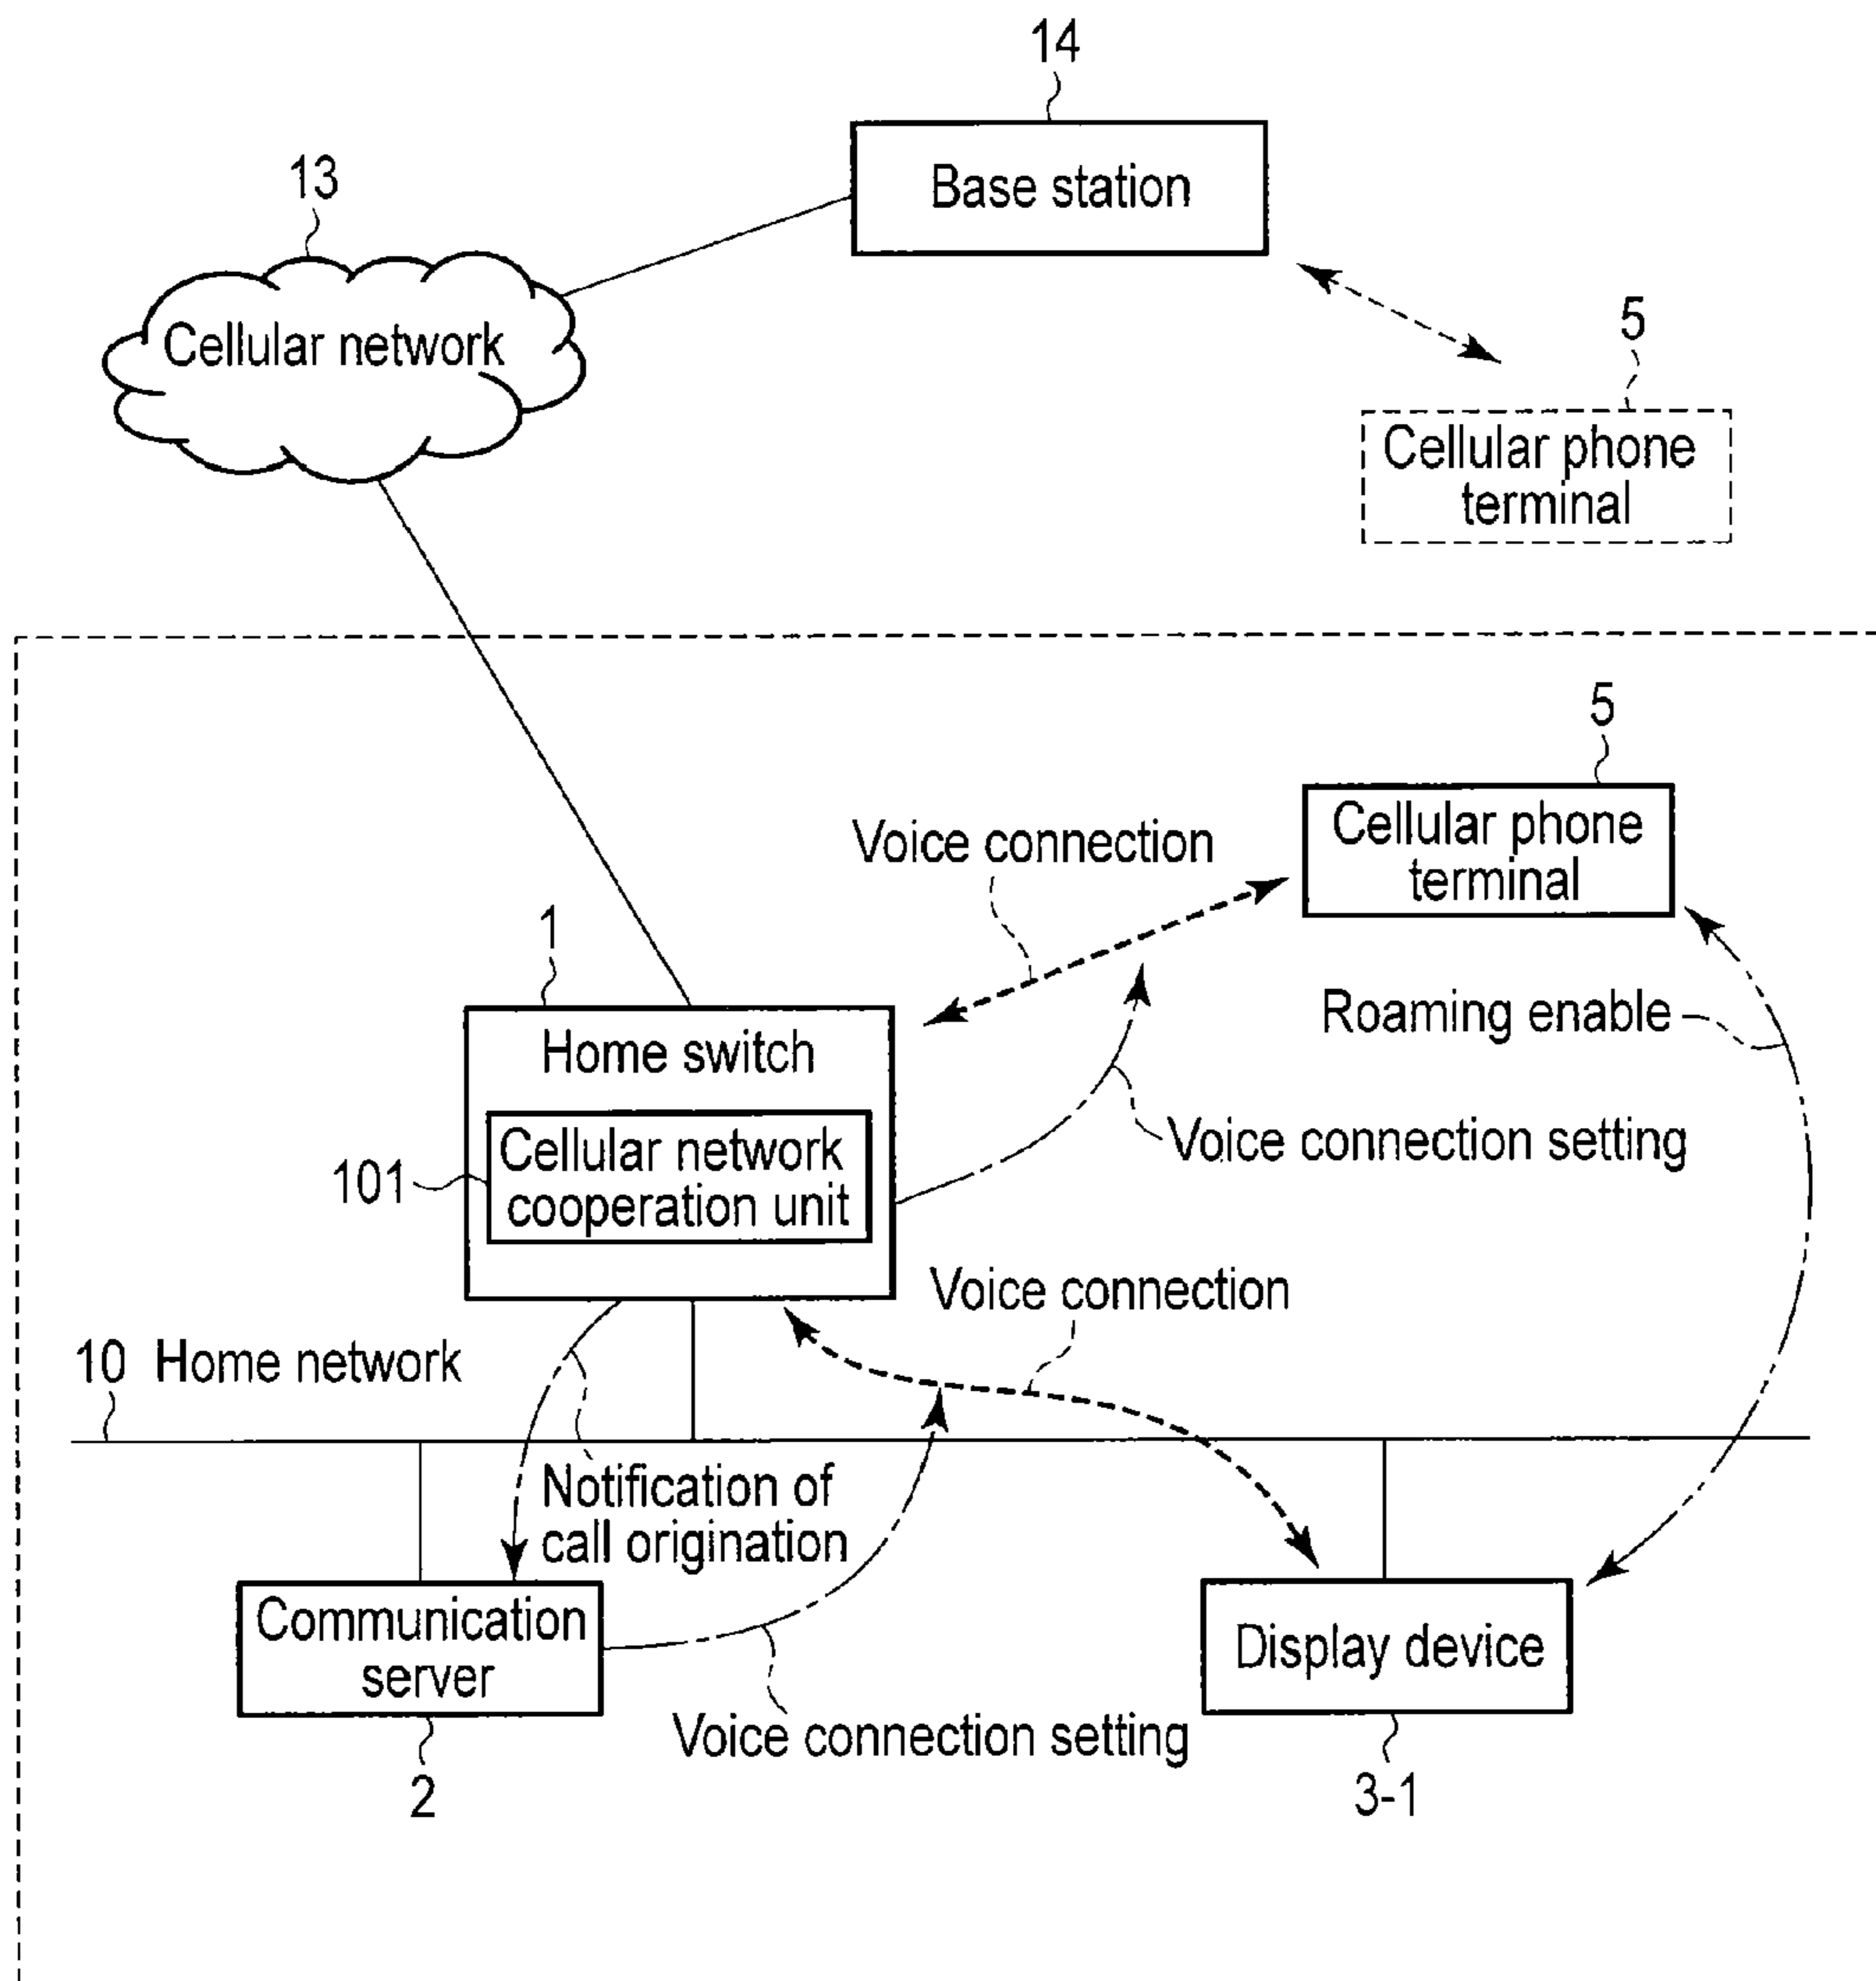 14
Base station
13
Cellular network
5
Cellular phone
terminal
5
Cellular phone
terminal
Voice connection
1
Home switch
Roaming enable
101
Cellular network
cooperation unit
Voice connection setting
Voice connection
10 Home network
Notification of
call origination
Communication
server
Display device
Voice connection setting
2
3-1